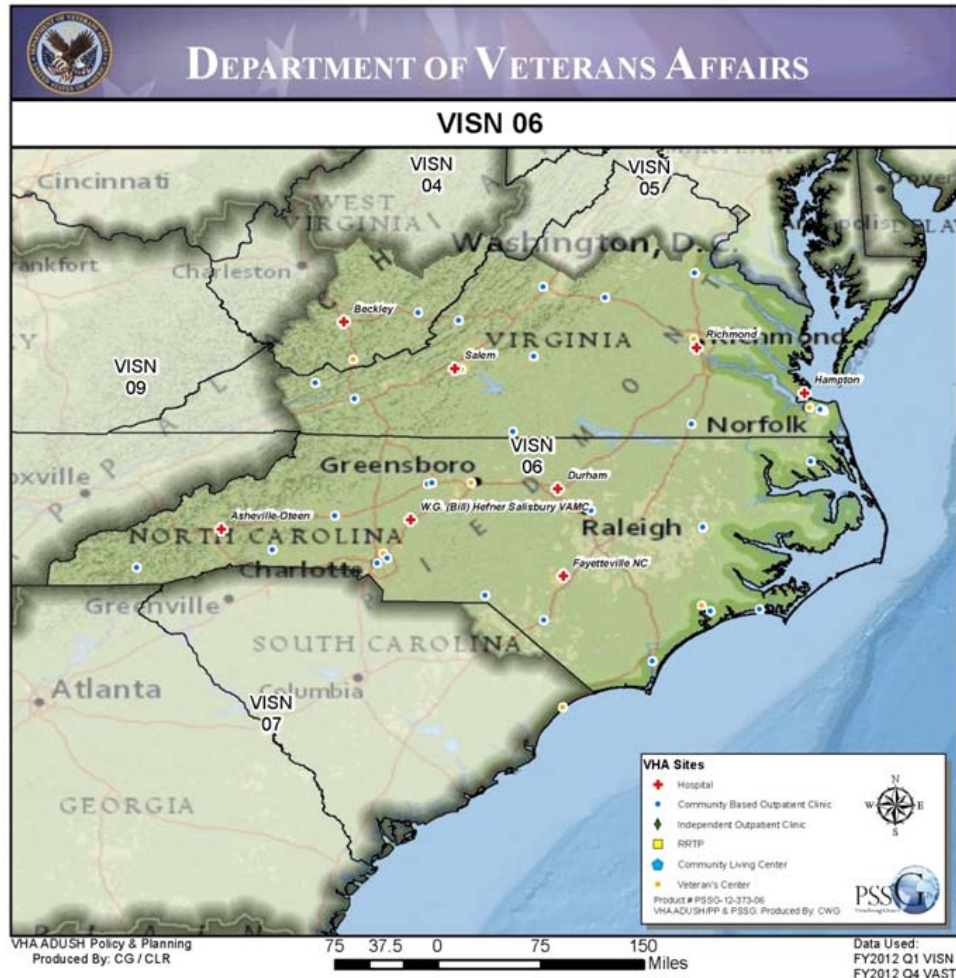 DEPARTMENT OF VETERANS AFFAIRS
VISN 06
Cincinnati
VISN
04
VISN
05
WEST
VIRGINIA
Washington, D.C.
Charleston
Beckley
VIRGINIA
Richmond
Richmond
Salem
Hampton
VISN
09
Norfolk
VISN
06
Greensboro
Durham
W.G. (Bill) Hefner Salisbury VAMC
Asheville-Oteen
Raleigh
NORTH CAROLINA
Charlotte
Fayetteville NC
Greenville
SOUTH CAROLINA
Atlanta
Columbia
VISN
07
GEORGIA
VHA Sites
Hospital
Community Based Outpatient Clinic
Independent Outpatient Clinic
RRTP
Community Living Center
Veteran's Center
N
W
E
S
Product # PSSG-12-373-06
VHA ADUSH/PP & PSSG. Produced By: CWG
PSSG
VHA ADUSH Policy & Planning
Produced By: CG / CLR
75 37.5 0 75 150
Miles
Data Used:
FY2012 Q1 VISN
FY2012 Q4 VAST